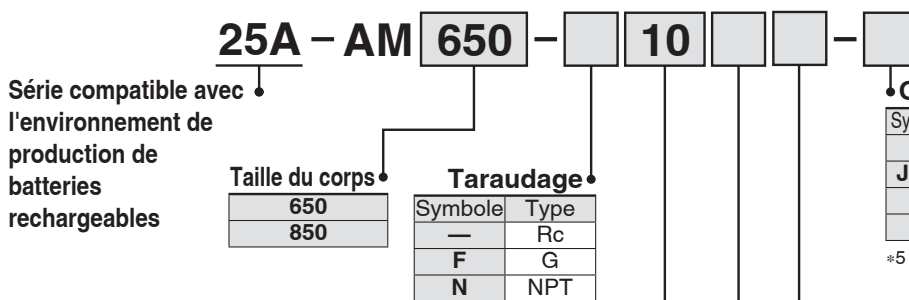 25A – AM 650 – 10 –
Série compatible avec
l'environnement de
production de
batteries
rechargeables
Taille du corps
650
850
Taraudage
Symbole Type
— Rc
F G
N NPT
J
*5